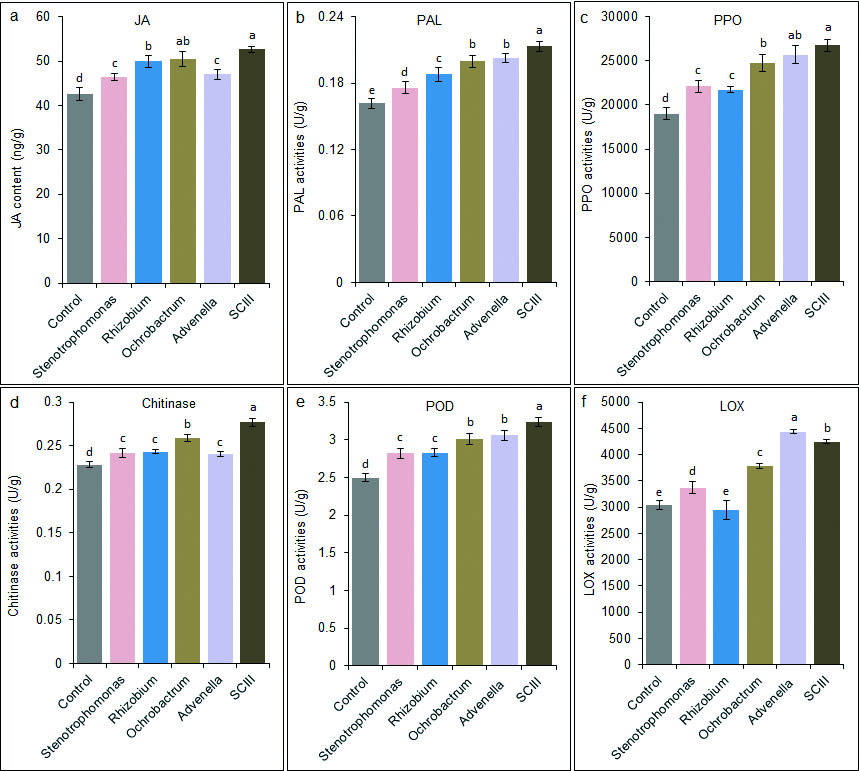 a
JA
JA content (ng/g)
60
50
40
30
20
10
0
d
c
b
ab
c
a
Control
Stenotrophomonas
Rhizobium
Ochrobactrum
Advenella
SCIII
b
PAL
PAL activities (U/g)
0.24
0.18
0.12
0.06
0
e
d
c
b
b
a
Control
Stenotrophomonas
Rhizobium
Ochrobactrum
Advenella
SCIII
c
PPO
PPO activities (U/g)
30000
25000
20000
15000
10000
5000
0
d
c
c
b
ab
a
Control
Stenotrophomonas
Rhizobium
Ochrobactrum
Advenella
SCIII
d
Chitinase
Chitinase activities (U/g)
0.3
0.25
0.2
0.15
0.1
0.05
0
d
c
c
b
c
a
Control
Stenotrophomonas
Rhizobium
Ochrobactrum
Advenella
SCIII
e
POD
POD activities (U/g)
3.5
3
2.5
2
1.5
1
0.5
0
d
c
c
b
b
a
Control
Stenotrophomonas
Rhizobium
Ochrobactrum
Advenella
SCIII
f
LOX
LOX activities (U/g)
5000
4500
4000
3500
3000
2500
2000
1500
1000
500
0
e
d
e
c
a
b
Control
Stenotrophomonas
Rhizobium
Ochrobactrum
Advenella
SCIII